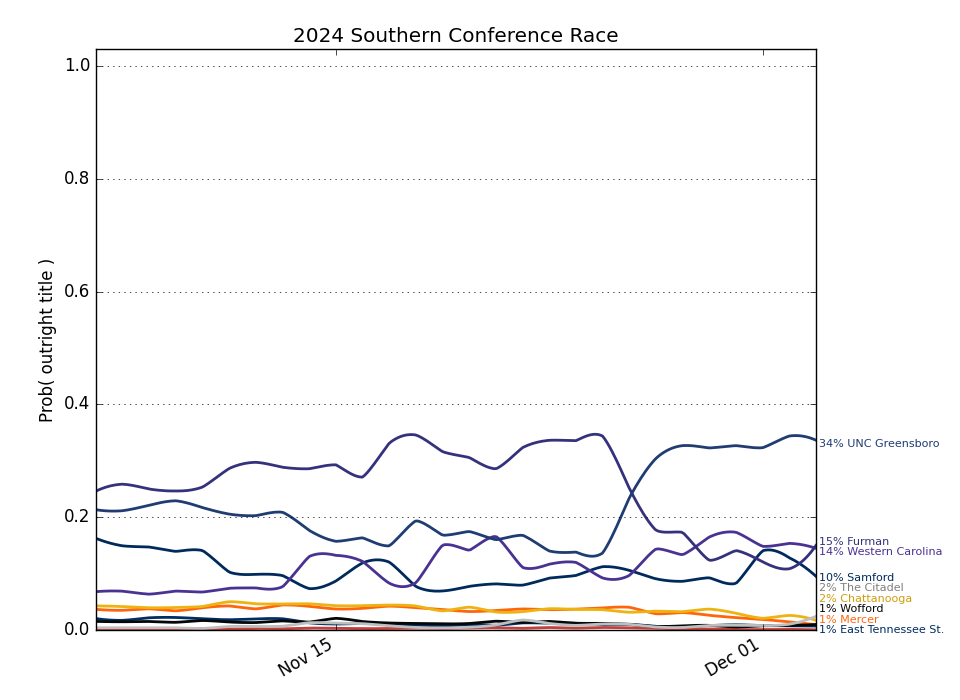 2024 Southern Conference Race
Prob( outright title )
1.0
0.8
0.6
0.4
0.2
0.0
Nov 15
Dec 01
34% UNC Greensboro
15% Furman
14% Western Carolina
10% Samford
2% The Citadel
2% Chattanooga
1% Wofford
1% Mercer
1% East Tennessee St.